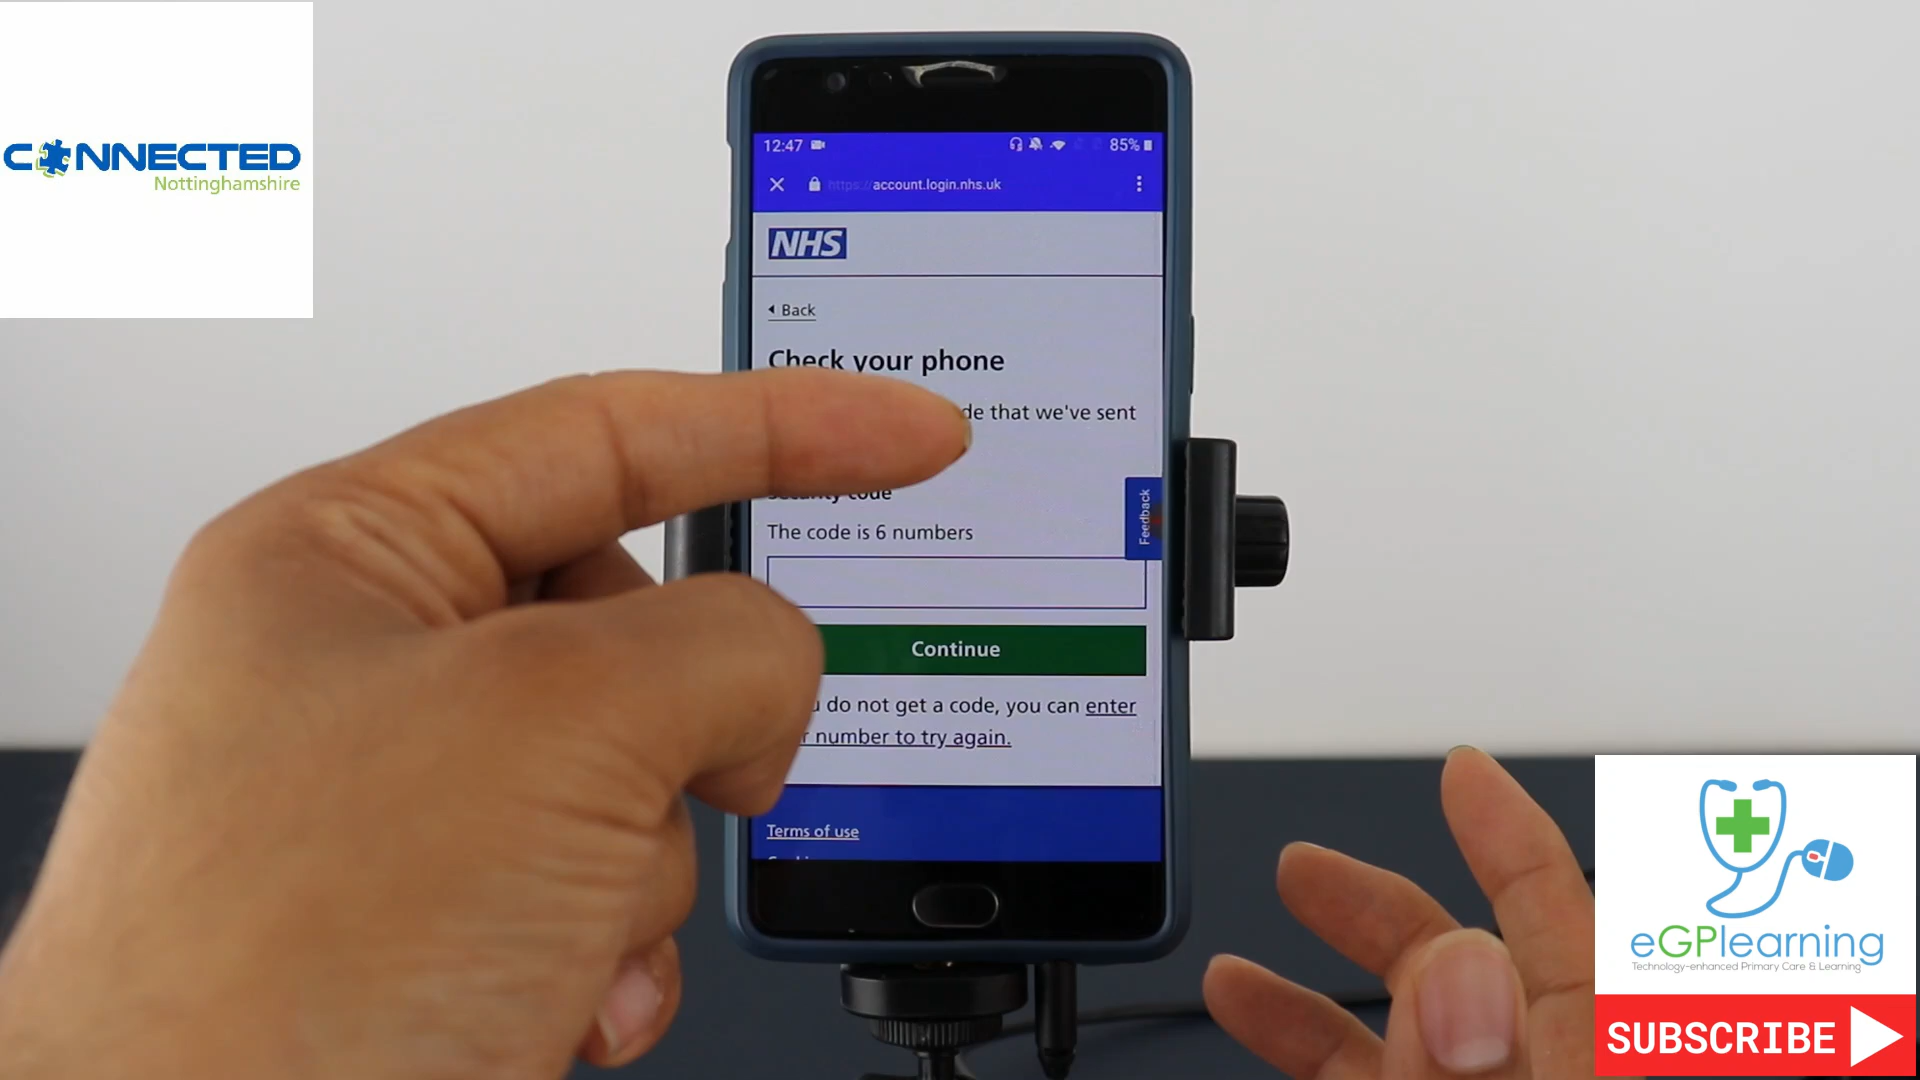 CONNECTED
Nottinghamshire
12:47
85%
https://account.login.nhs.uk
NHS
Back
Check your phone
that we've sent
Security code
Feedback
The code is 6 numbers
Continue
do not get a code, you can enter
number to try again.
Terms of use
eGPlearning
Technology-enhanced Primary Care & Learning
SUBSCRIBE